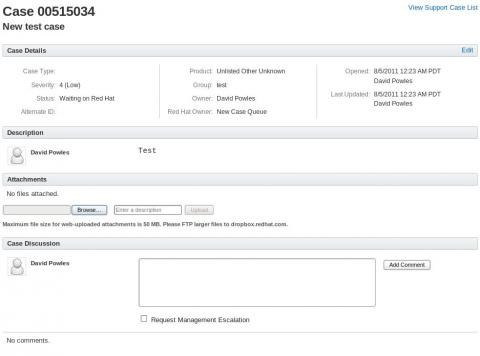 Case 00515034
View Support Case List
New test case
Case Details
Edit
Case Type:
Severity: 4 (Low)
Status: Waiting on Red Hat
Alternate ID:
Product: Unlisted Other Unknown
Group: test
Owner: David Powles
Red Hat Owner: New Case Queue
Opened: 8/5/2011 12:23 AM PDT
David Powles
Last Updated: 8/5/2011 12:23 AM PDT
David Powles
Description
David Powles
Test
Attachments
No files attached.
Browse...
Enter a description
Upload
Maximum file size for web-uploaded attachments is 50 MB. Please FTP larger files to dropbox.redhat.com.
Case Discussion
David Powles
Add Comment
Request Management Escalation
No comments.